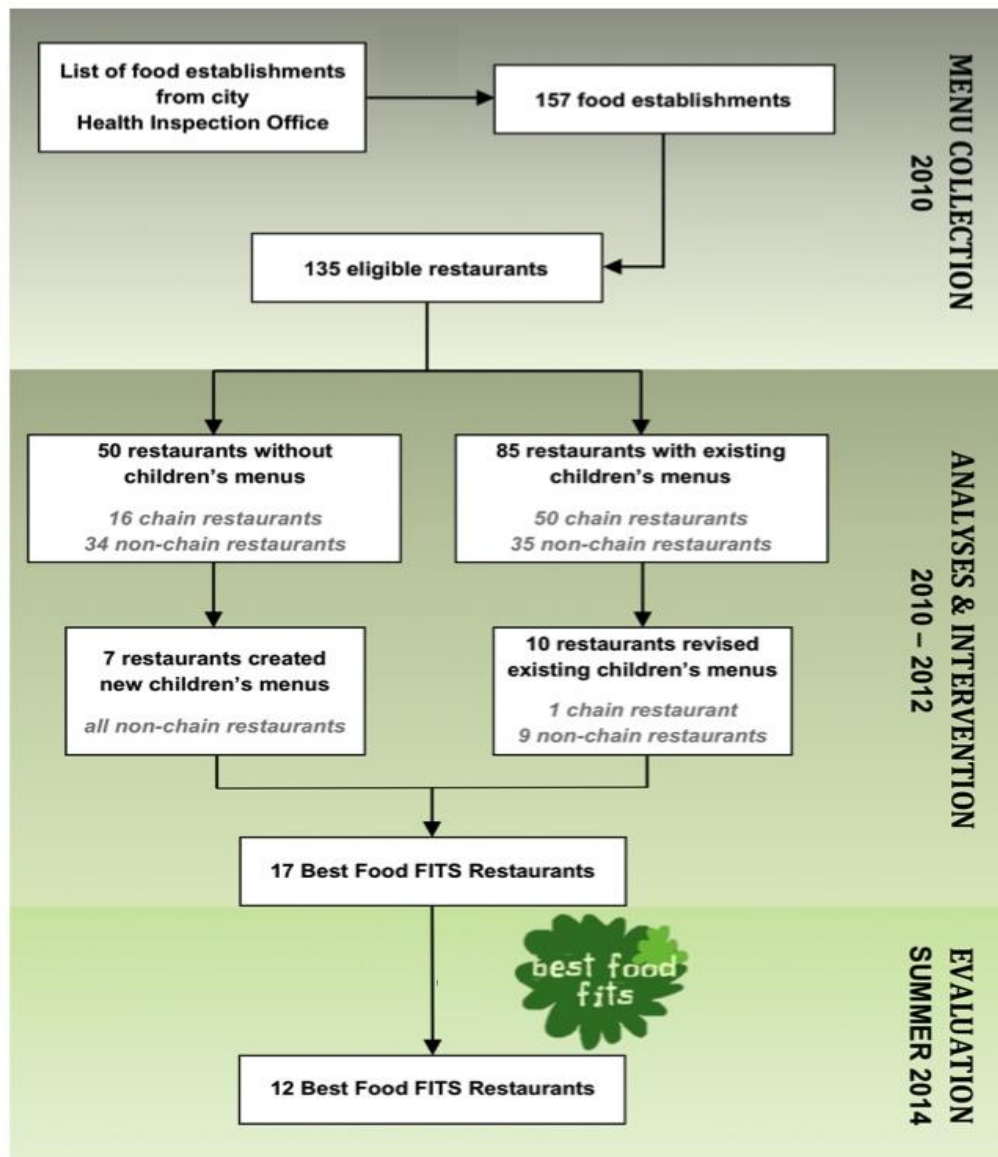 List of food establishments
from city
Health Inspection Office
157 food establishments
MENU COLLECTION
2010
135 eligible restaurants
50 restaurants without
children's menus
16 chain restaurants
34 non-chain restaurants
85 restaurants with existing
children's menus
50 chain restaurants
35 non-chain restaurants
7 restaurants created
new children's menus
all non-chain restaurants
10 restaurants revised
existing children's menus
1 chain restaurant
9 non-chain restaurants
ANALYSES & INTERVENTION
2010 – 2012
17 Best Food FITS Restaurants
best food
fits
EVALUATION
SUMMER 2014
12 Best Food FITS Restaurants